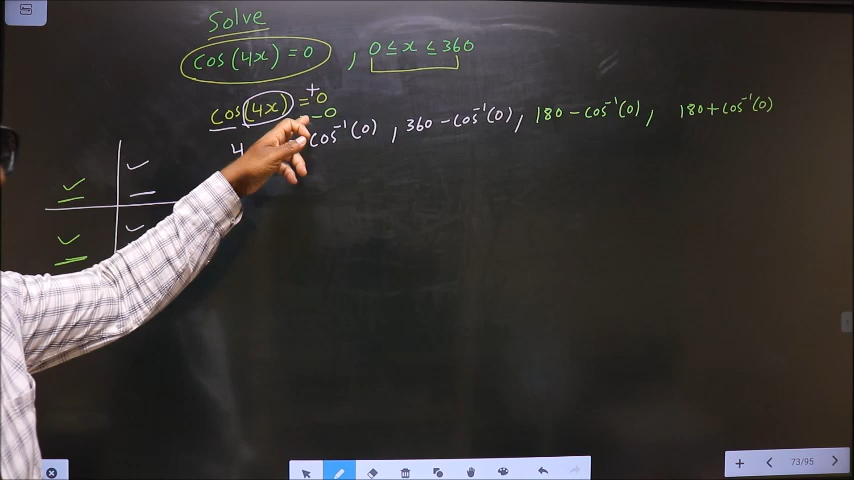 Solve
cos(4x) = 0 , 0 ≤ x ≤ 360
cos(4x) = +0
-0
4 cos⁻¹(0) , 360 - cos⁻¹(0) , 180 - cos⁻¹(0) , 180 + cos⁻¹(0)
73/95